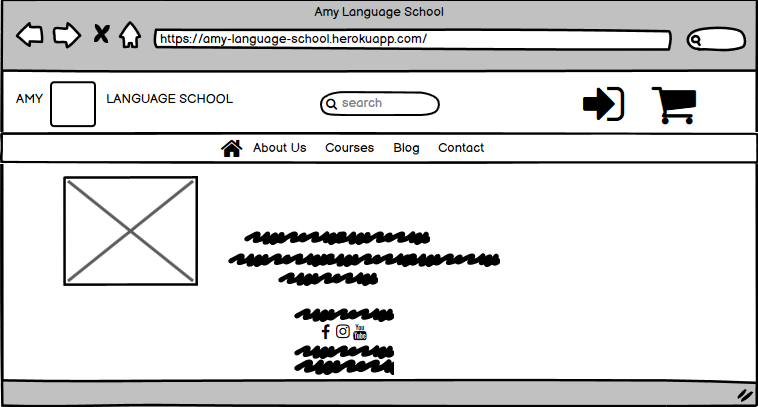 Amy Language School
https://amy-language-school.herokuapp.com/
AMY LANGUAGE SCHOOL search
About Us Courses Blog Contact
You
Tube